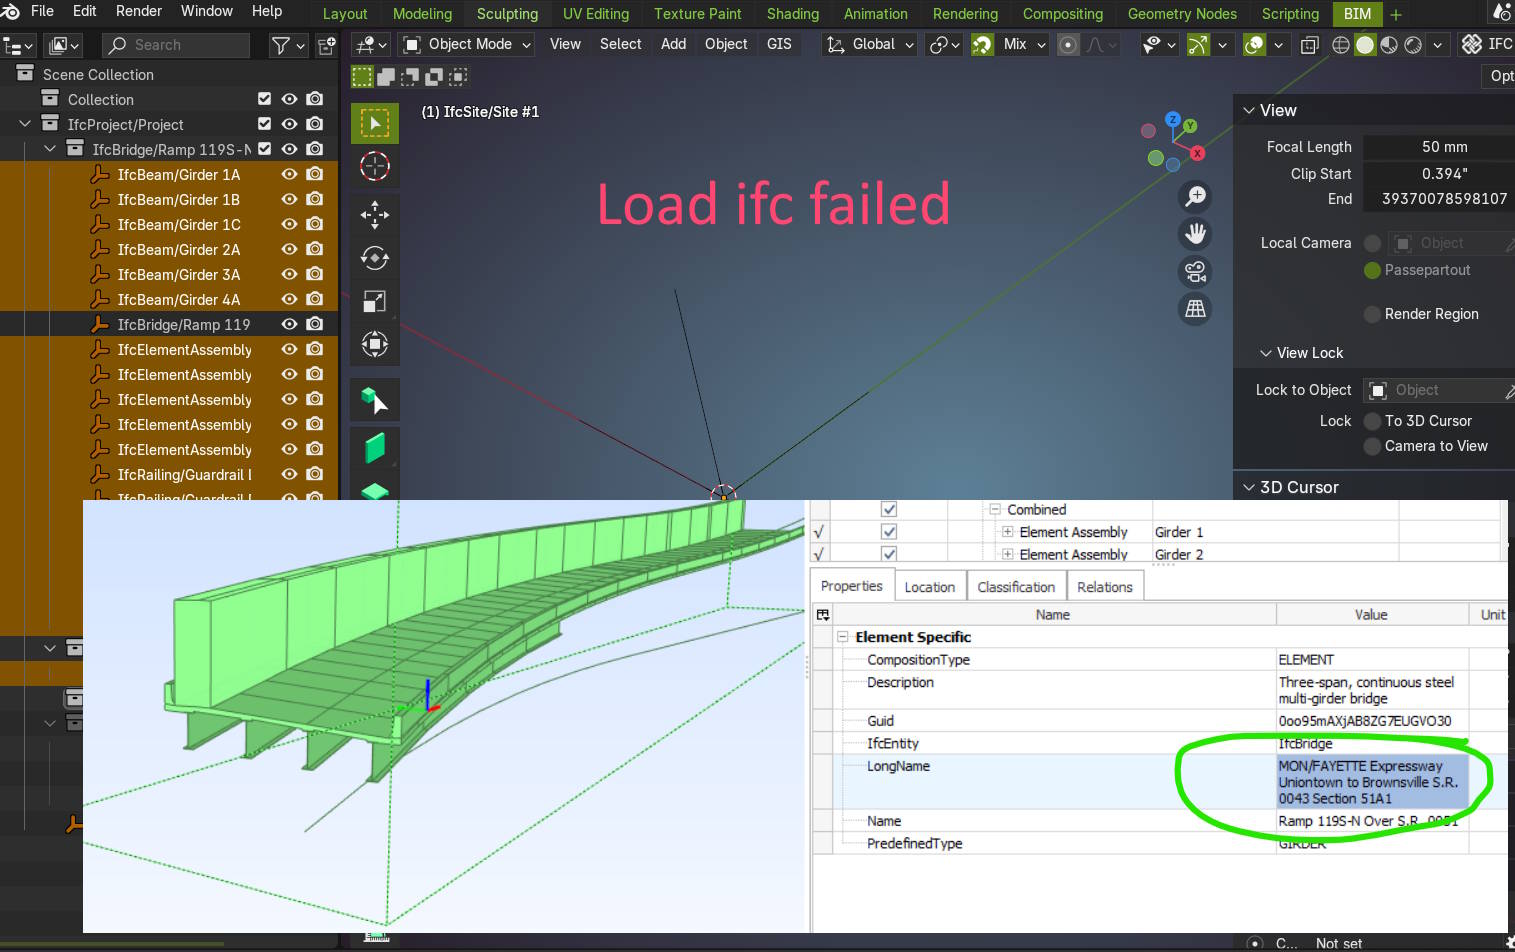 File Edit Render Window Help Layout Modeling Sculpting UV Editing Texture Paint Shading Animation Rendering Compositing Geometry Nodes Scripting BIM +
Search Object Mode View Select Add Object GIS Global Mix IFC
Scene Collection
Opt
Collection
(1) IfcSite/Site #1
View
IfcProject/Project
IfcBridge/Ramp 119S-N
Focal Length 50 mm
IfcBeam/Girder 1A
Clip Start 0.394"
IfcBeam/Girder 1B
End 39370078598107
IfcBeam/Girder 1C
Load ifc failed
Local Camera Object
IfcBeam/Girder 2A
Passepartout
IfcBeam/Girder 3A
IfcBeam/Girder 4A
Render Region
IfcBridge/Ramp 119
IfcElementAssembly
View Lock
IfcElementAssembly
Lock to Object Object
IfcElementAssembly
Lock To 3D Cursor
IfcElementAssembly
Camera to View
IfcElementAssembly
IfcRailing/Guardrail
3D Cursor
IfcRailing/Guardrail
Z
Y
X
Combined
√ Element Assembly Girder 1
√ Element Assembly Girder 2
Properties Location Classification Relations
Name Value Unit
Element Specific
CompositionType ELEMENT
Description Three-span, continuous steel
multi-girder bridge
Guid 0oo95mAXjAB8ZG7EUGVO30
IfcEntity IfcBridge
LongName MON/FAYETTE Expressway
Uniontown to Brownsville S.R.
0043 Section 51A1
Name Ramp 119S-N Over S.R. 0051
PredefinedType GIRDER
C... Not set